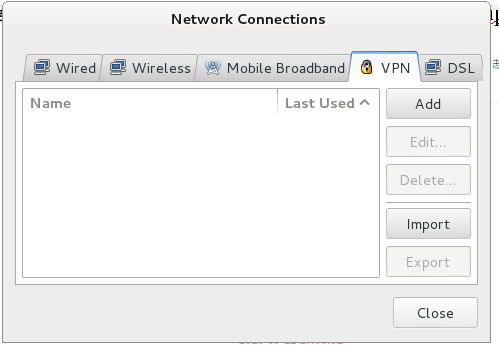 Network Connections
Wired
Wireless
Mobile Broadband
VPN
DSL
Name
Last Used
Add
Edit...
Delete...
Import
Export
Close